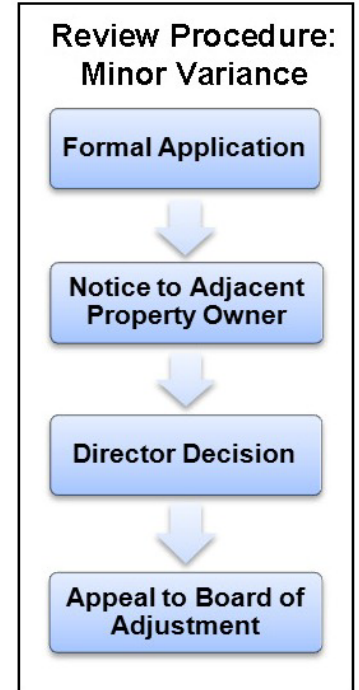 Review Procedure:
Minor Variance
Formal Application
Notice to Adjacent
Property Owner
Director Decision
Appeal to Board of
Adjustment